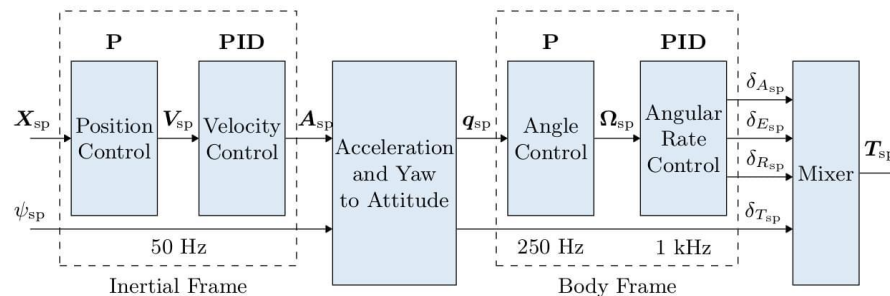 P
PID
P
PID
X_sp
Position
Control
V_sp
Velocity
Control
A_sp
Acceleration
and Yaw
to Attitude
q_sp
Angle
Control
Ω_sp
Angular
Rate
Control
δ_A_sp
δ_E_sp
δ_R_sp
δ_T_sp
Mixer
T_sp
ψ_sp
50 Hz
250 Hz
1 kHz
Inertial Frame
Body Frame